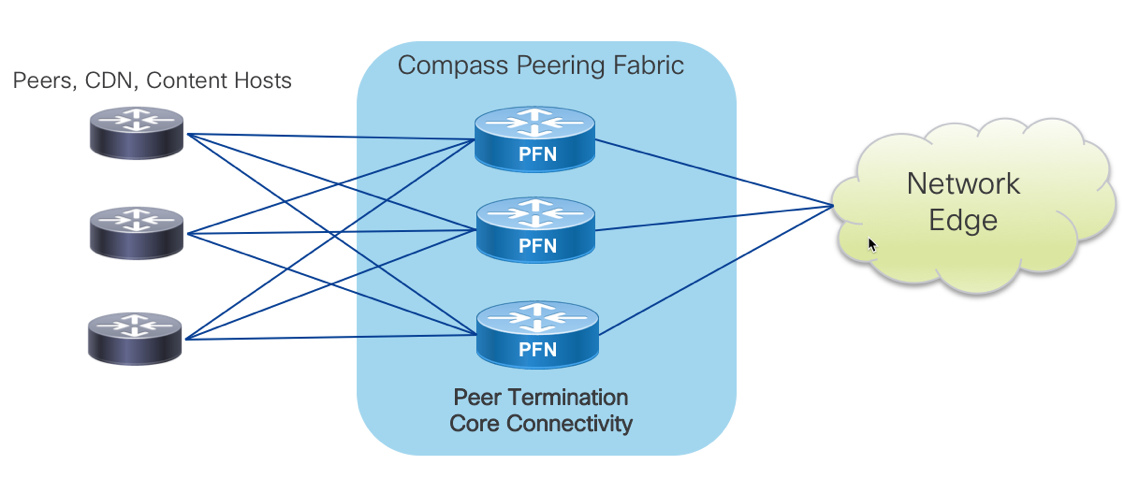 Compass Peering Fabric
Peers, CDN, Content Hosts
PFN
PFN
PFN
Network
Edge
Peer Termination
Core Connectivity